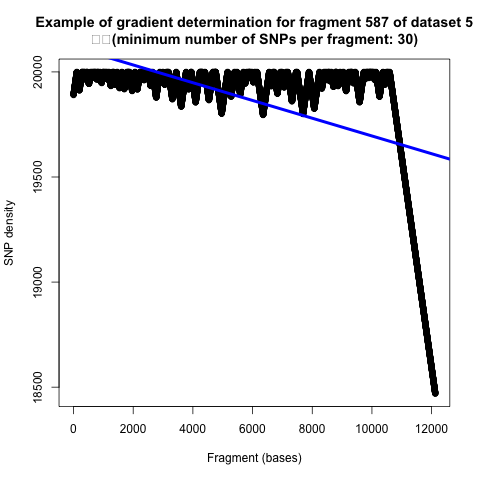 Example of gradient determination for fragment 587 of dataset 5
(minimum number of SNPs per fragment: 30)
20000
19500
19000
18500
SNP density
0 2000 4000 6000 8000 10000 12000
Fragment (bases)